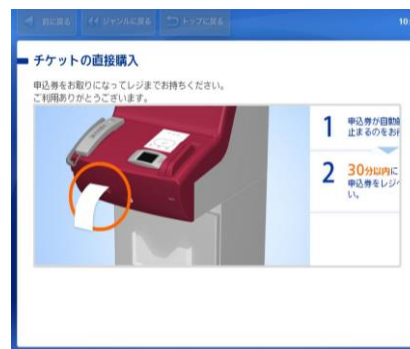 前に戻る
ジャンルに戻る
トップに戻る
10
チケットの直接購入
申込券をお取りになってレジまでお持ちください。
ご利用ありがとうございます。
1
申込券が自動
止まるのをお
2
30分以内に
申込券をレジ
い。